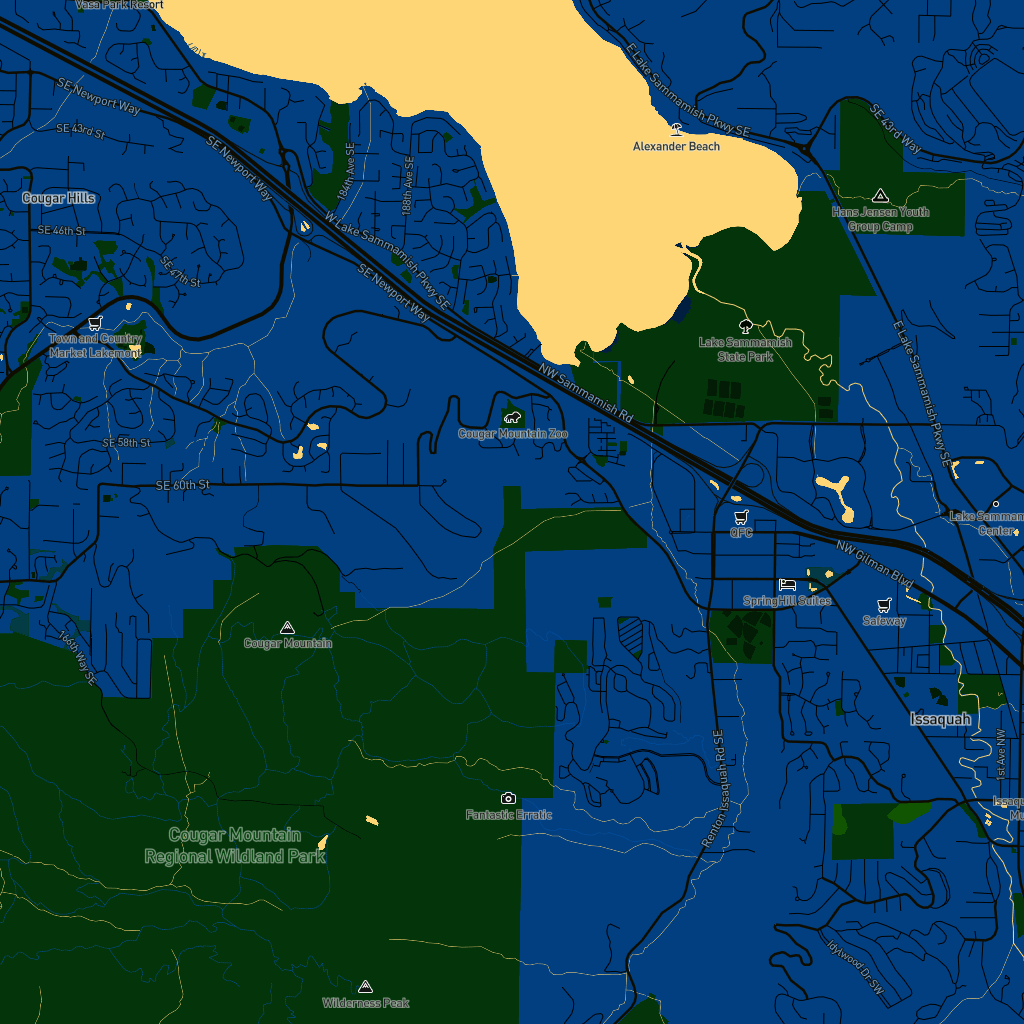 Vasa Park Resort
E Lake Sammamish Pkwy SE
SE Newport Way
SE 43rd Way
SE 43rd St
SE Newport Way
Alexander Beach
184th Ave SE
188th Ave SE
Cougar Hills
Hans Jensen Youth
Group Camp
W Lake Sammamish Pkwy SE
SE 46th St
SE 47th St
SE Newport Way
Town and Country
Market Lakemont
Lake Sammamish
State Park
E Lake Sammamish Pkwy SE
NW Sammamish Rd
Cougar Mountain Zoo
SE 58th St
SE 60th St
Lake Samman
Center
QFC
NW Gilman Blvd
SpringHill Suites
Safeway
166th Way SE
Cougar Mountain
Issaquah
1st Ave NW
Renton Issaquah Rd SE
Fantastic Erratic
Issaqu
Mu
Cougar Mountain
Regional Wildland Park
Idylwood Dr SW
Wilderness Peak